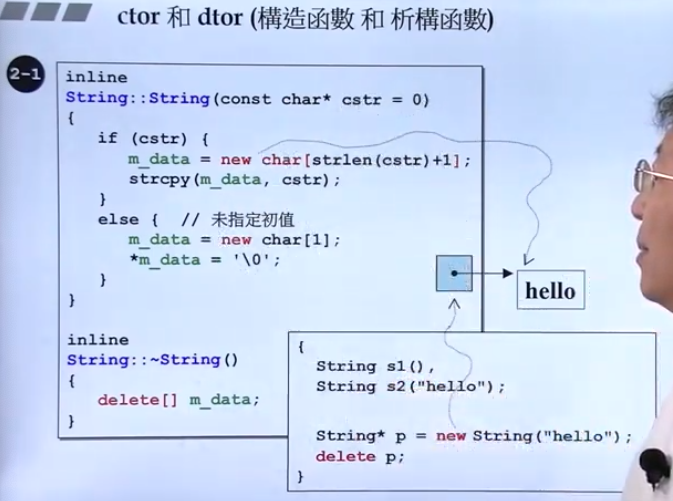 ctor 和 dtor (構造函數 和 析構函數)
2-1
inline
String::String(const char* cstr = 0)
{
if (cstr) {
m_data = new char[strlen(cstr)+1];
strcpy(m_data, cstr);
}
else { // 未指定初值
m_data = new char[1];
*m_data = '\0';
}
}
inline
String::~String()
{
delete[] m_data;
}
hello
{
String s1(),
String s2("hello");
String* p = new String("hello");
delete p;
}